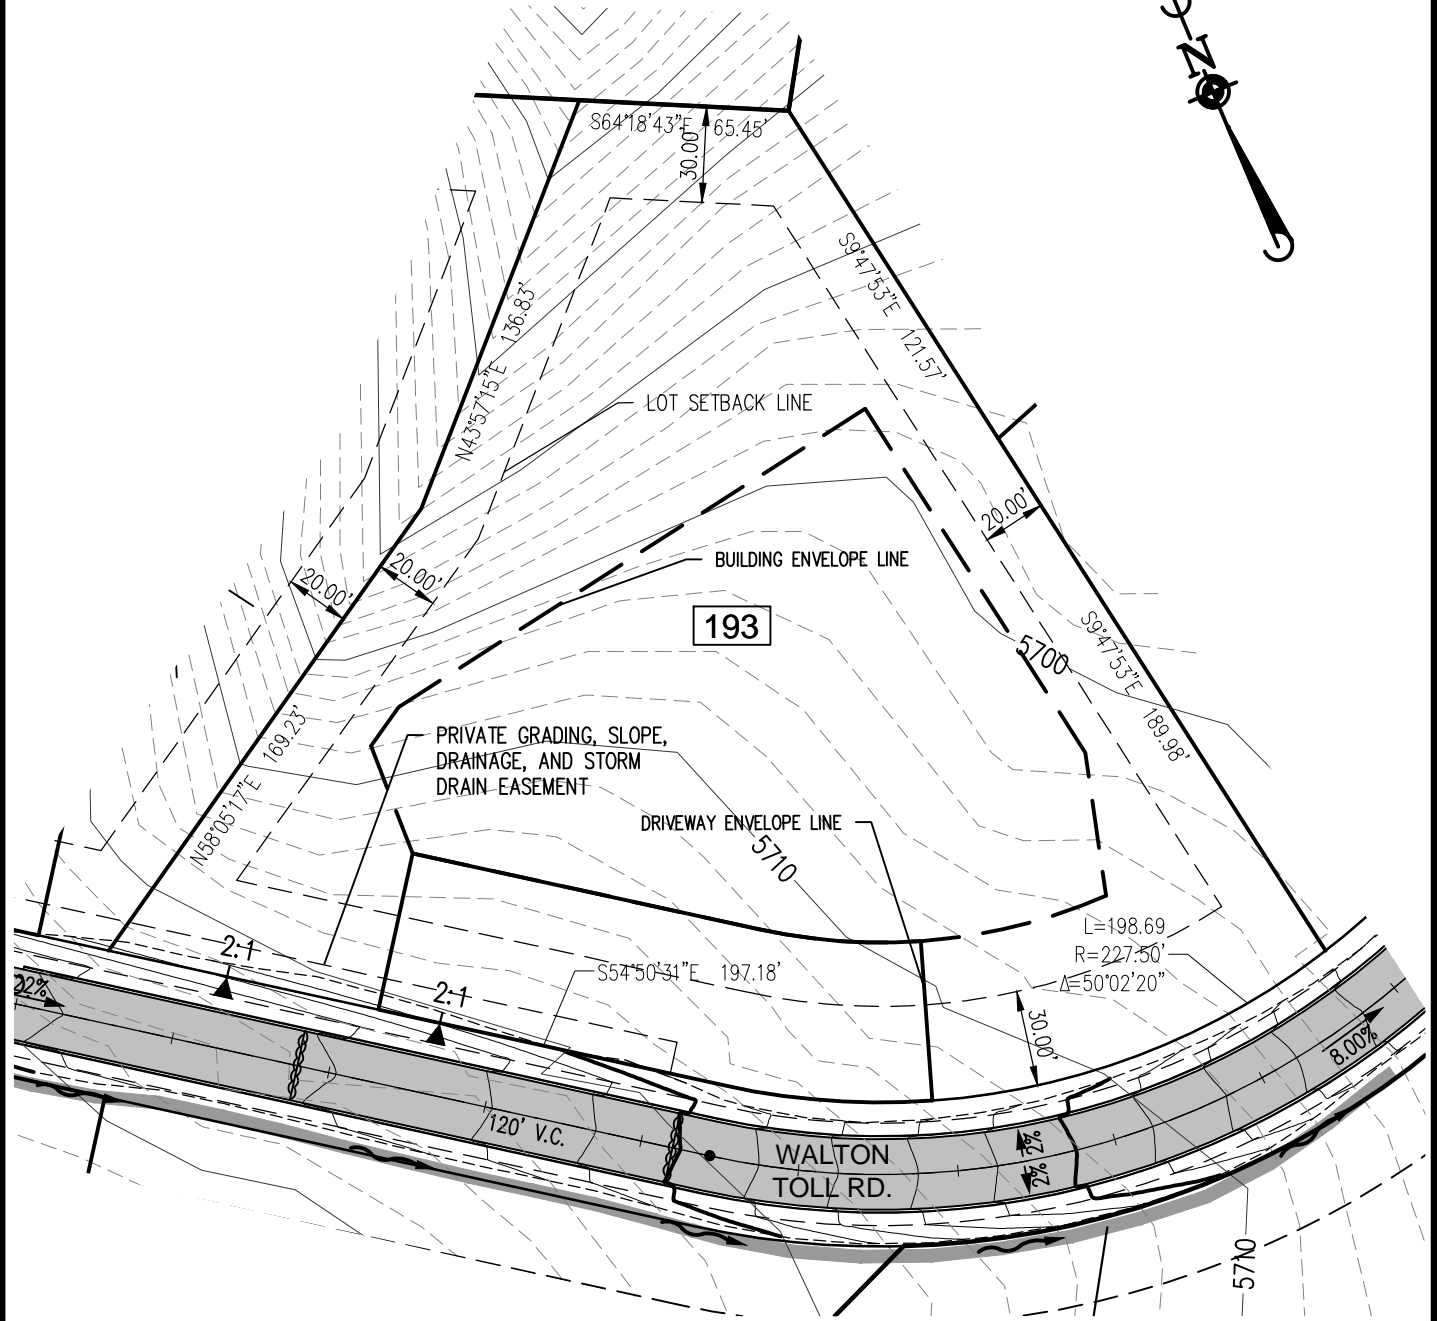 N
S64°18'43"E 65.45'
30.00'
S9°47'53"E 121.57'
N43°57'15"E 136.83'
LOT SETBACK LINE
20.00'
BUILDING ENVELOPE LINE
20.00'
20.00'
193
5700
S9°47'53"E 189.98'
N58°05'17"E 169.23'
PRIVATE GRADING, SLOPE,
DRAINAGE, AND STORM
DRAIN EASEMENT
DRIVEWAY ENVELOPE LINE
5710
L=198.69
R=227.50'
Δ=50°02'20"
2:1
S54°50'31"E 197.18'
2:1
30.00'
8.00%
120' V.C.
WALTON
TOLL RD.
2%
2%
5710